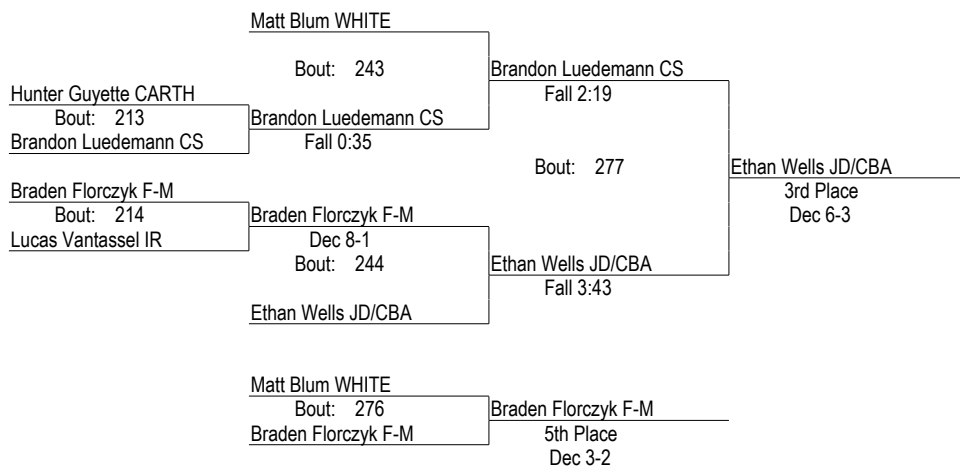 Matt Blum WHITE
Bout: 243
Brandon Luedemann CS
Hunter Guyette CARTH
Fall 2:19
Bout: 213
Brandon Luedemann CS
Brandon Luedemann CS
Fall 0:35
Bout: 277
Ethan Wells JD/CBA
Braden Florczyk F-M
3rd Place
Bout: 214
Braden Florczyk F-M
Dec 6-3
Lucas Vantassel IR
Dec 8-1
Bout: 244
Ethan Wells JD/CBA
Fall 3:43
Ethan Wells JD/CBA
Matt Blum WHITE
Bout: 276
Braden Florczyk F-M
Braden Florczyk F-M
5th Place
Dec 3-2